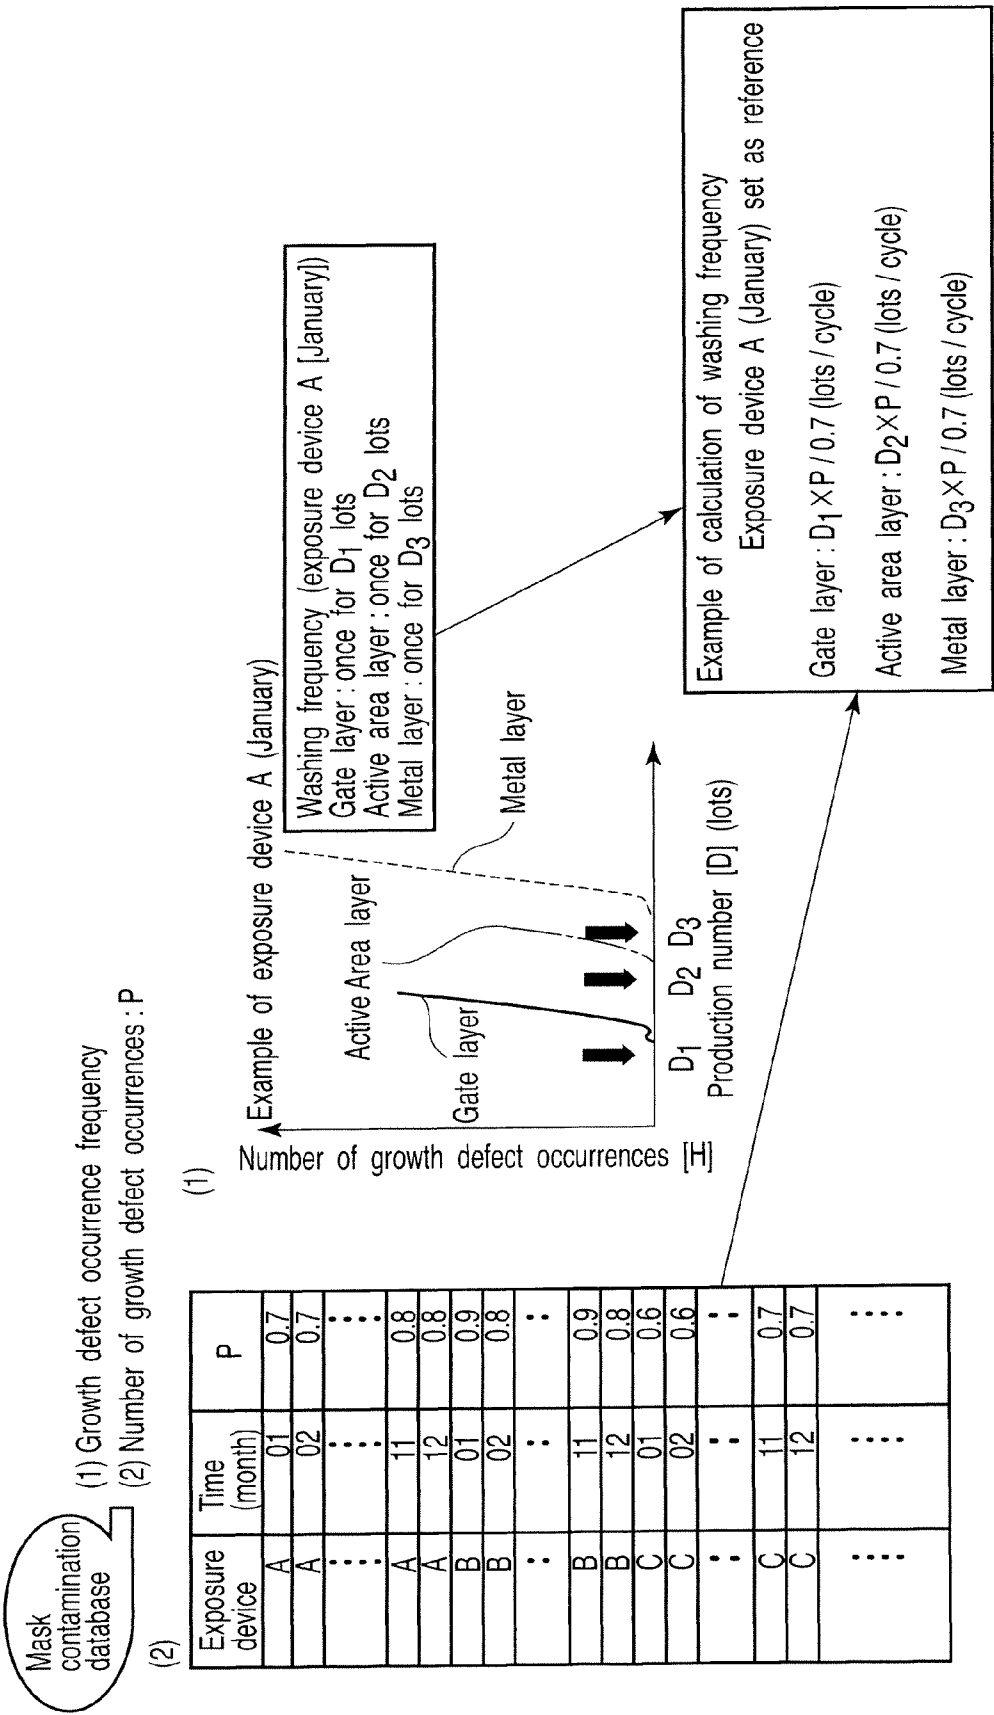 Mask
contamination
database
(1) Growth defect occurrence frequency
(2) Number of growth defect occurrences : P
(2)
Exposure device | Time (month) | P
A | 01 | 0.7
A | 02 | 0.7
···· | ···· | ····
A | 11 | 0.8
A | 12 | 0.8
B | 01 | 0.9
B | 02 | 0.8
·· | ·· | ··
B | 11 | 0.9
B | 12 | 0.8
C | 01 | 0.6
C | 02 | 0.6
·· | ·· | ··
C | 11 | 0.7
C | 12 | 0.7
···· | ···· | ····
(1)
Example of exposure device A (January)
Number of growth defect occurrences [H]
Gate layer
Active Area layer
Metal layer
D1 D2 D3
Production number [D] (lots)
Washing frequency (exposure device A [January])
Gate layer : once for D1 lots
Active area layer : once for D2 lots
Metal layer : once for D3 lots
Example of calculation of washing frequency
Exposure device A (January) set as reference
Gate layer : D1×P / 0.7 (lots / cycle)
Active area layer : D2×P / 0.7 (lots / cycle)
Metal layer : D3×P / 0.7 (lots / cycle)